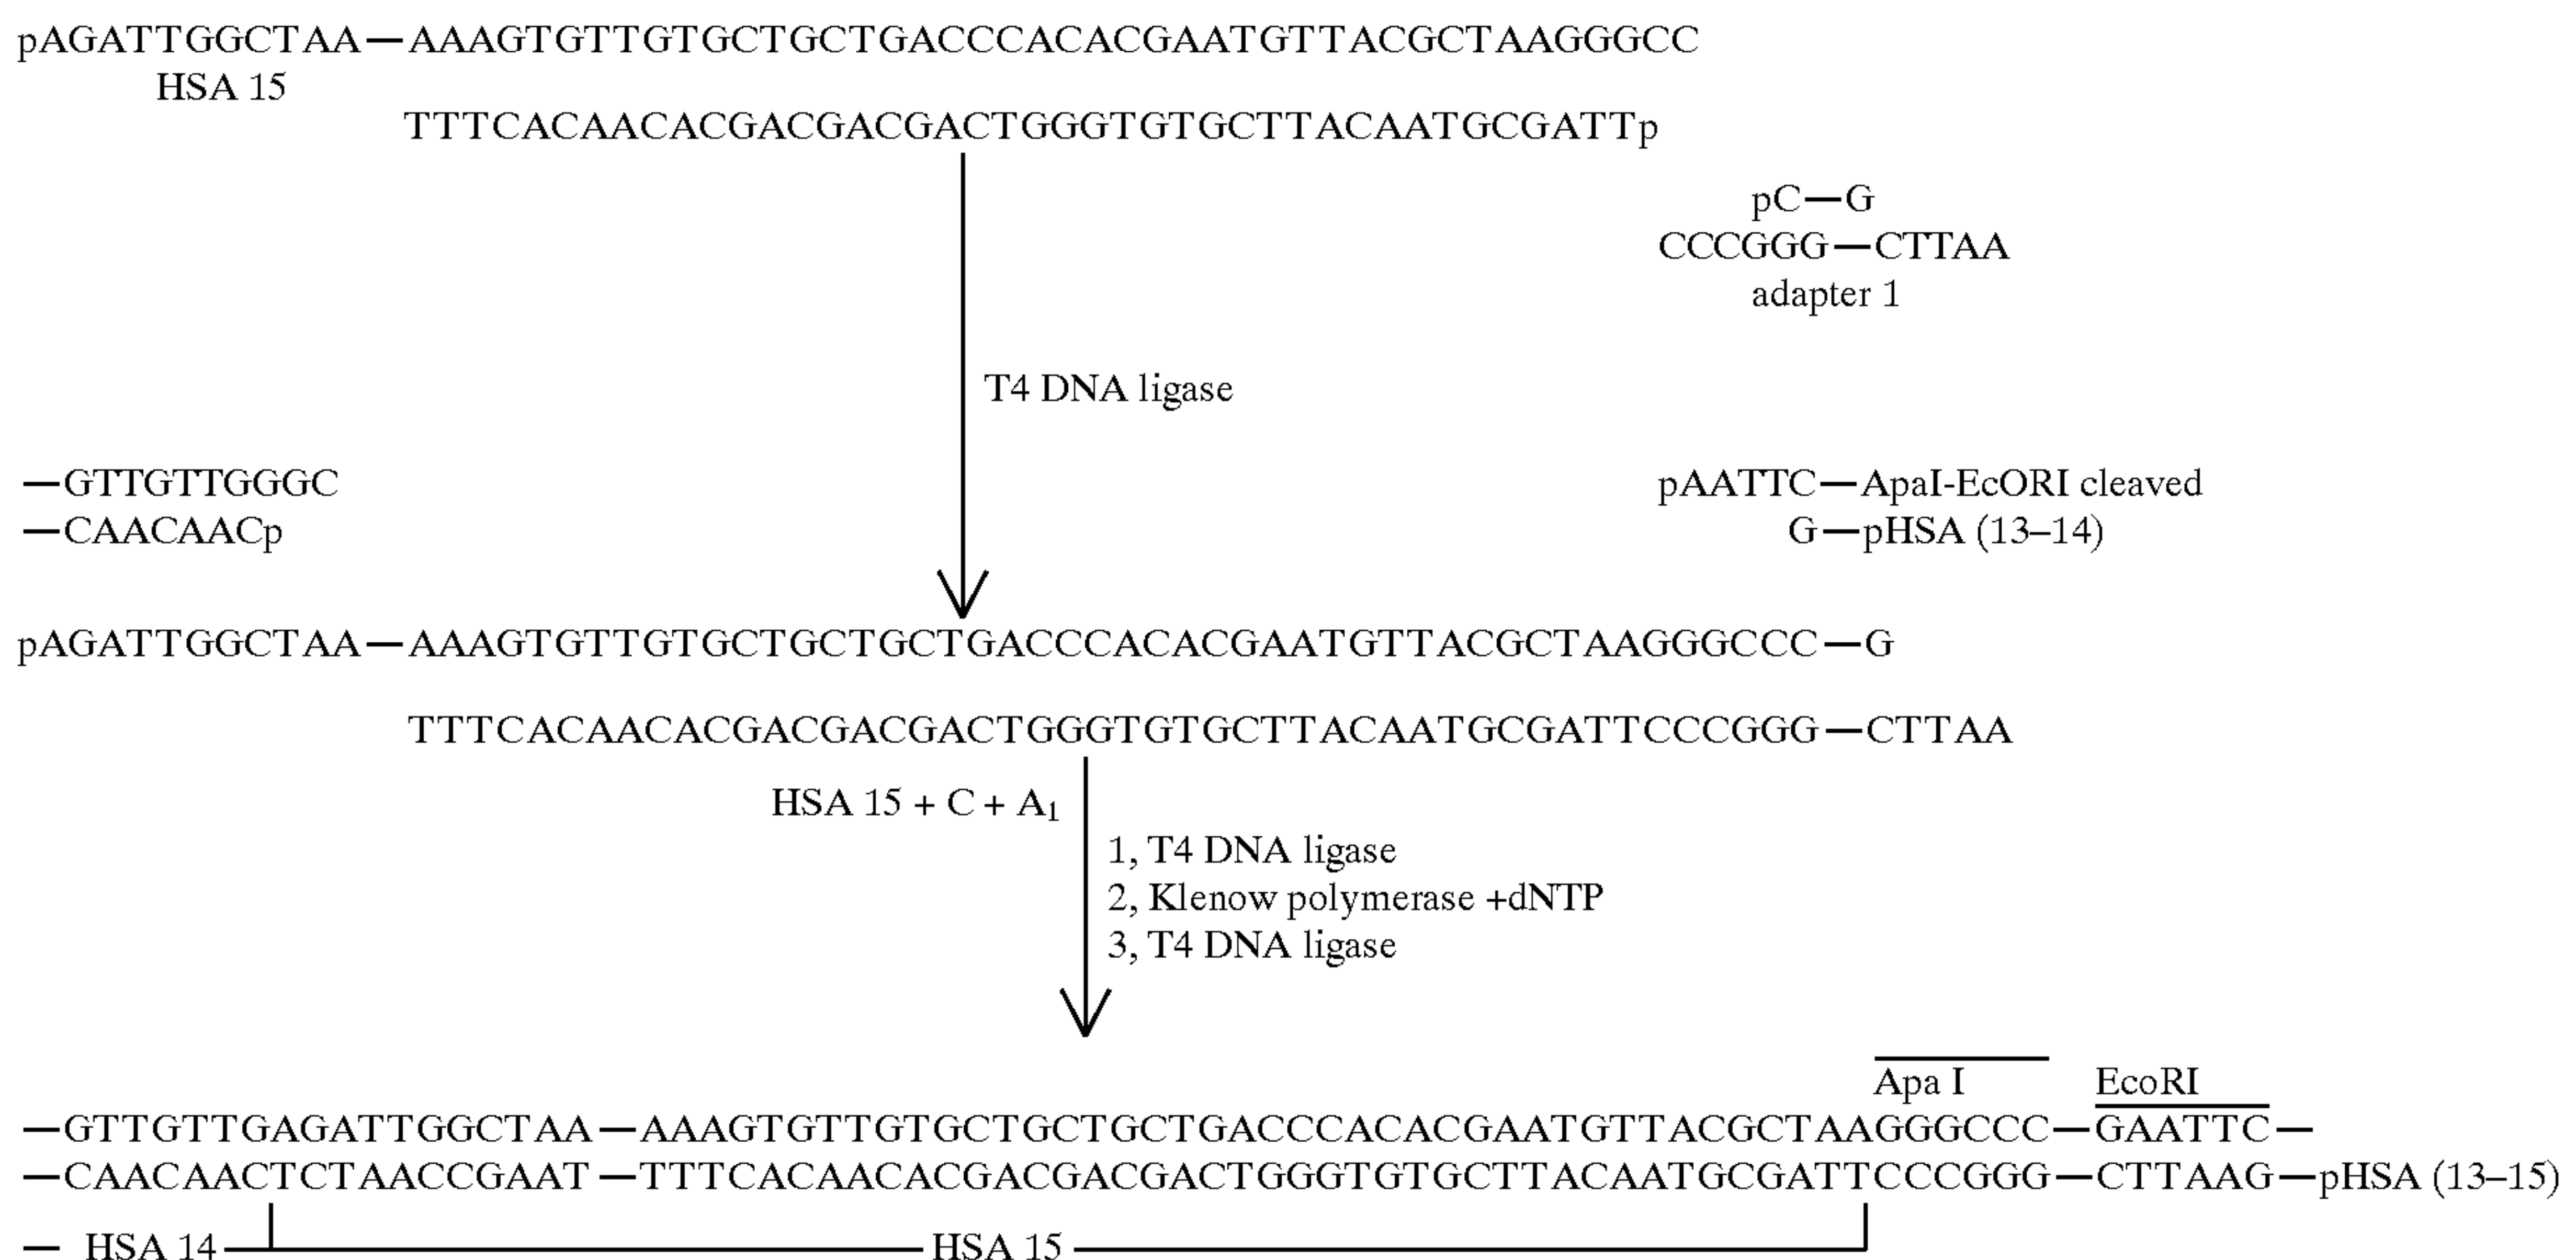 pAGATTGGCTAA—AAAGTGTTGTGCTGCTGACCCACACGAATGTTACGCTAAGGGCC
HSA 15
TTTCACAACACGACGACGACTGGGTGTGCTTACAATGCGATTp
pC—G
CCCGGG—CTTAA
adapter 1
T4 DNA ligase
—GTTGTTGGGC
—CAACAACp
pAATTC—ApaI-EcORI cleaved
G—pHSA (13–14)
pAGATTGGCTAA—AAAGTGTTGTGCTGCTGCTGACCCACACGAATGTTACGCTAAGGGCCC—G
TTTCACAACACGACGACGACTGGGTGTGCTTACAATGCGATTCCCGGG—CTTAA
HSA 15 + C + A₁
1, T4 DNA ligase
2, Klenow polymerase +dNTP
3, T4 DNA ligase
Apa I EcoRI
—GTTGTTGAGATTGGCTAA—AAAGTGTTGTGCTGCTGCTGACCCACACGAATGTTACGCTAAGGGCCC—GAATTC—
—CAACAACTCTAACCGAAT—TTTCACAACACGACGACGACTGGGTGTGCTTACAATGCGATTCCCGGG—CTTAAG—pHSA (13–15)
— HSA 14 — HSA 15